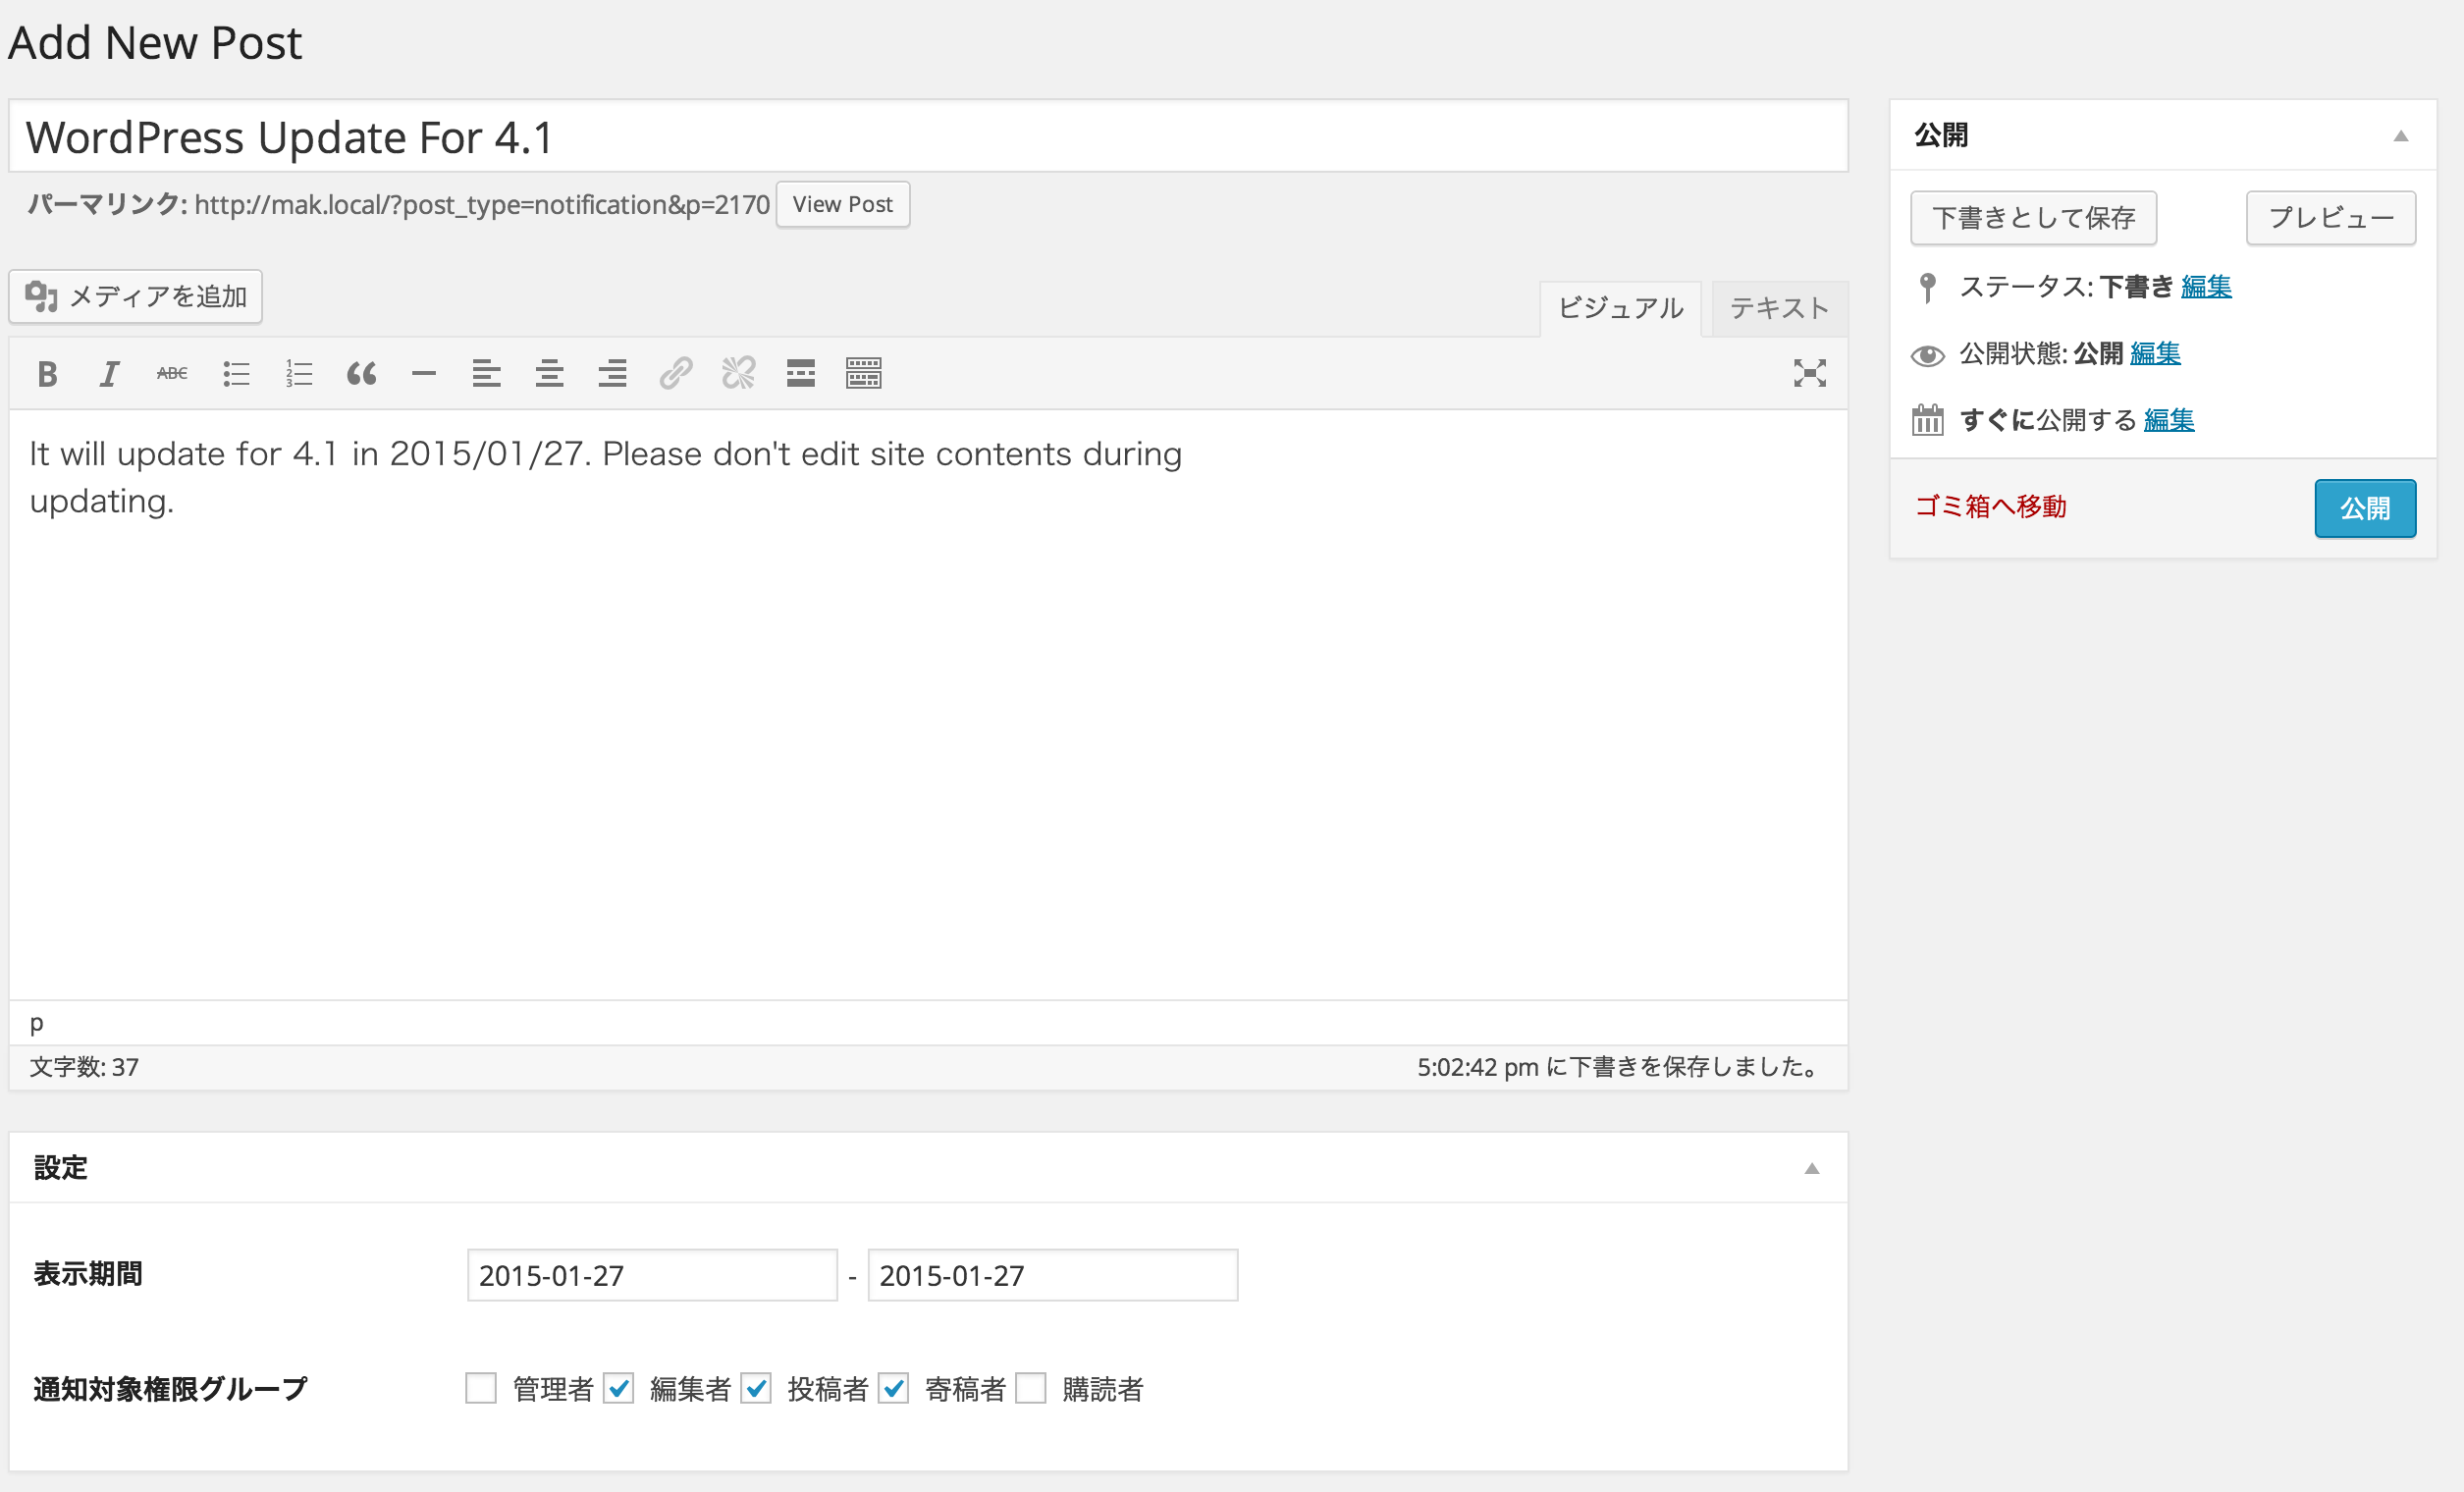 Add New Post
WordPress Update For 4.1
パーマリンク: http://mak.local/?post_type=notification&p=2170 View Post
メディアを追加
ビジュアル テキスト
B I ABC
It will update for 4.1 in 2015/01/27. Please don't edit site contents during
updating.
p
文字数: 37 5:02:42 pm に下書きを保存しました。
設定
表示期間 2015-01-27 - 2015-01-27
通知対象権限グループ 管理者 編集者 投稿者 寄稿者 購読者
公開
下書きとして保存 プレビュー
ステータス: 下書き 編集
公開状態: 公開 編集
すぐに公開する 編集
ゴミ箱へ移動 公開